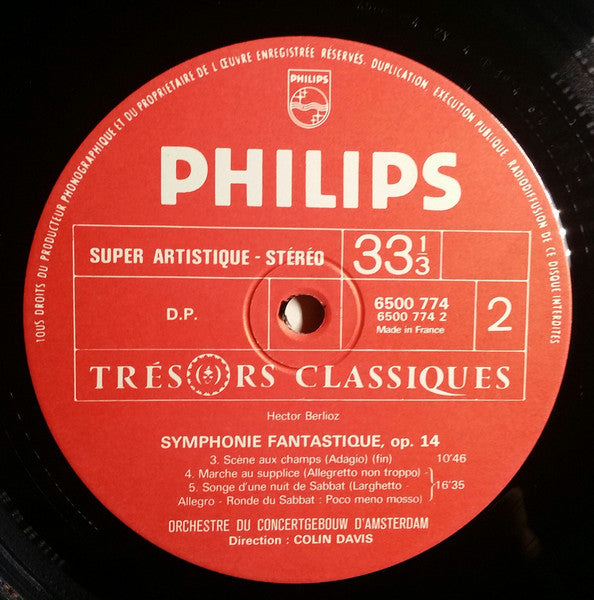 TOUS DROITS DU PRODUCTEUR PHONOGRAPHIQUE ET DU PROPRIETAIRE DE L'ŒUVRE ENREGISTRÉE RÉSERVÉS. DUPLICATION, EXECUTION PUBLIQUE, RADIODIFFUSION DE CE DISQUE INTERDITES
PHILIPS
PHILIPS
SUPER ARTISTIQUE - STÉRÉO
33 1/3
D.P.
6500 774
6500 774 2
Made in France
2
TRÉSORS CLASSIQUES
Hector Berlioz
SYMPHONIE FANTASTIQUE, op. 14
3. Scène aux champs (Adagio) (fin) 10'46
4. Marche au supplice (Allegretto non troppo)
5. Songe d'une nuit de Sabbat (Larghetto 16'35
Allegro - Ronde du Sabbat : Poco meno mosso)
ORCHESTRE DU CONCERTGEBOUW D'AMSTERDAM
Direction : COLIN DAVIS